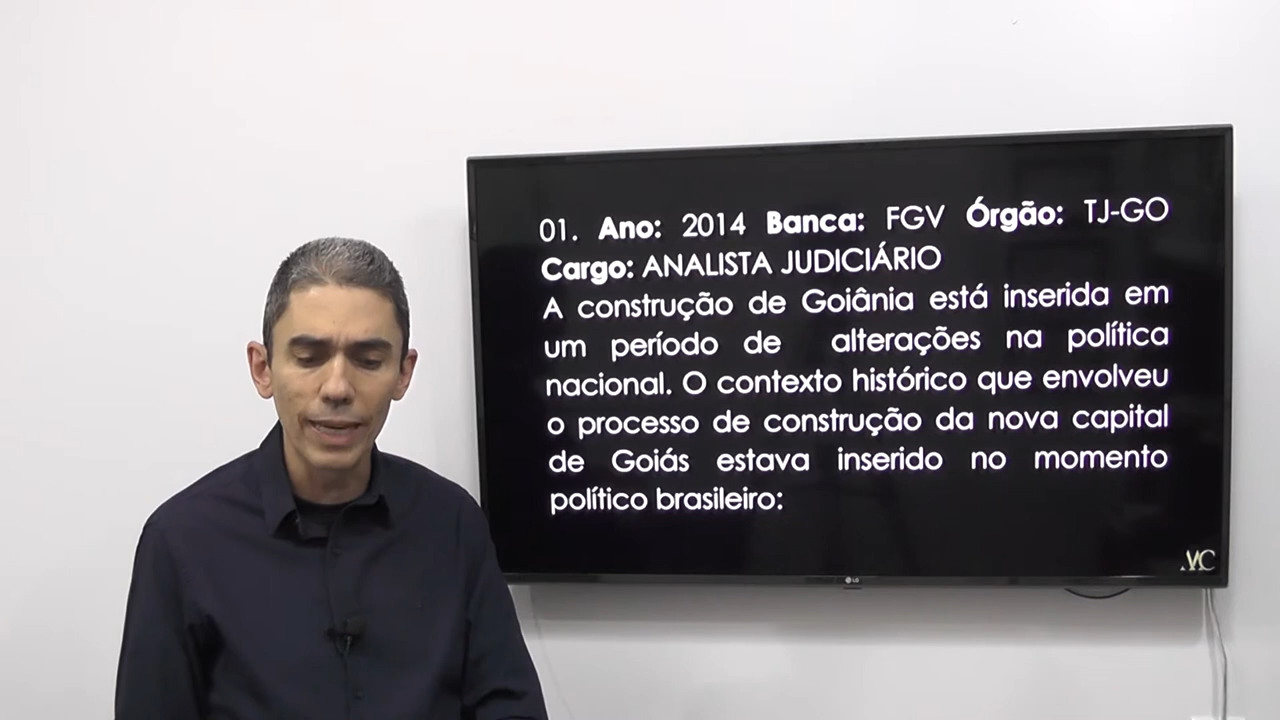 01. Ano: 2014 Banca: FGV Órgão: TJ-GO
Cargo: ANALISTA JUDICIÁRIO
A construção de Goiânia está inserida em
um período de alterações na política
nacional. O contexto histórico que envolveu
o processo de construção da nova capital
de Goiás estava inserido no momento
político brasileiro:
MC
LG